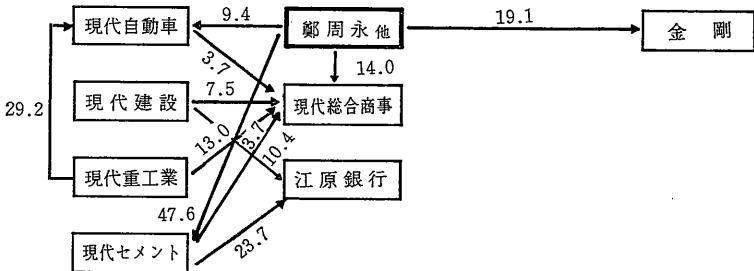 現代自動車
9.4
鄭周永他
19.1
金剛
3.7
14.0
29.2
現代建設
7.5
現代総合商事
13.0
3.7
10.4
現代重工業
江原銀行
47.6
23.7
現代セメント